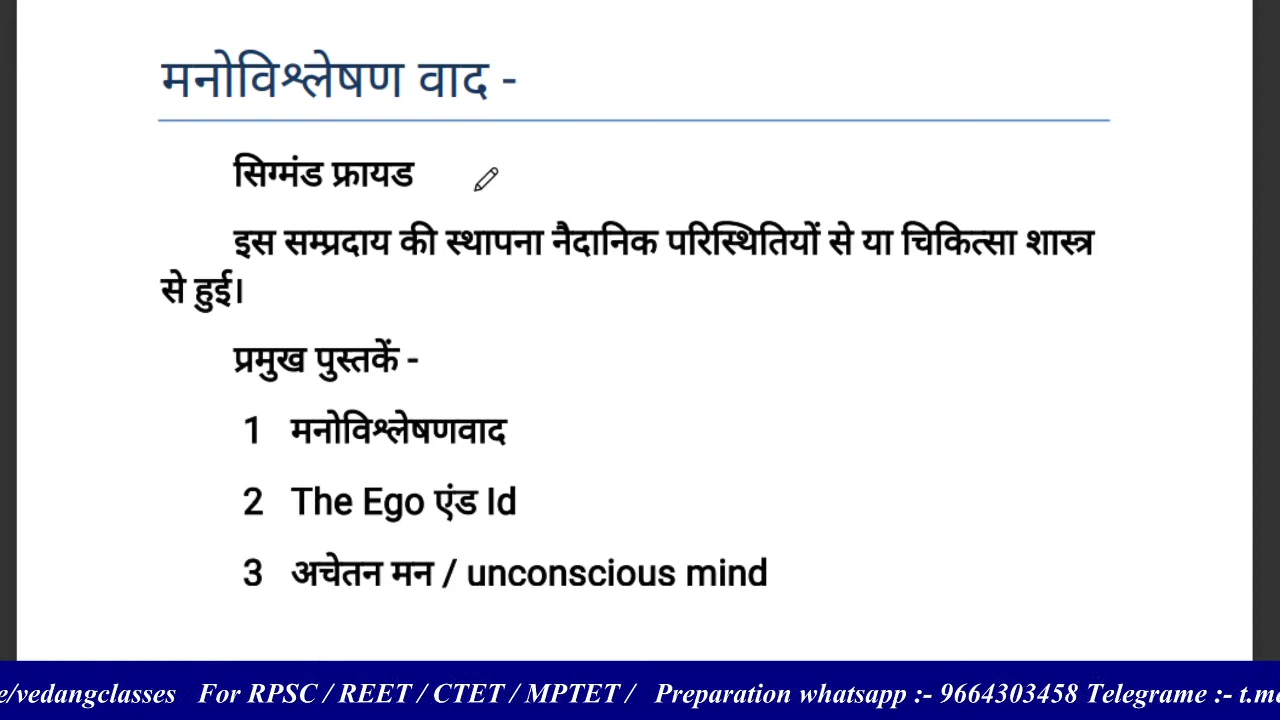 मनोविश्लेषण वाद -
सिग्मंड फ्रायड
इस सम्प्रदाय की स्थापना नैदानिक परिस्थितियों से या चिकित्सा शास्त्र
से हुई।
प्रमुख पुस्तकें -
1 मनोविश्लेषणवाद
2 The Ego एंड Id
3 अचेतन मन / unconscious mind
e/vedangclasses For RPSC / REET / CTET / MPTET / Preparation whatsapp :- 9664303458 Telegrame :- t.me